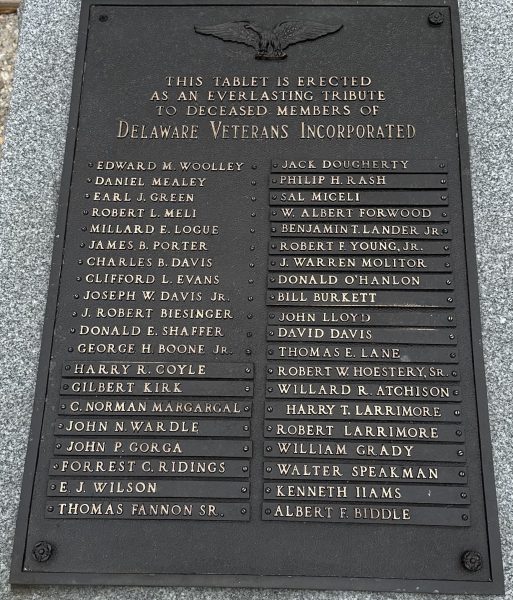 THIS TABLET IS ERECTED
AS AN EVERLASTING TRIBUTE
TO DECEASED MEMBERS OF
DELAWARE VETERANS INCORPORATED
EDWARD M. WOOLLEY
DANIEL MEALEY
EARL J. GREEN
ROBERT L. MELI
MILLARD E. LOGUE
JAMES B. PORTER
CHARLES B. DAVIS
CLIFFORD L. EVANS
JOSEPH W. DAVIS JR.
J. ROBERT BIESINGER
DONALD E. SHAFFER
GEORGE H. BOONE JR.
HARRY R. COYLE
GILBERT KIRK
C. NORMAN MARGARGAL
JOHN N. WARDLE
JOHN P. GORGA
FORREST C. RIDINGS
E. J. WILSON
THOMAS FANNON SR.
JACK DOUGHERTY
PHILIP H. RASH
SAL MICELI
W. ALBERT FORWOOD
BENJAMIN T. LANDER JR.
ROBERT F. YOUNG, JR.
J. WARREN MOLITOR
DONALD O'HANLON
BILL BURKETT
JOHN LLOYD
DAVID DAVIS
THOMAS E. LANE
ROBERT W. HOESTERY, SR.
WILLARD R. ATCHISON
HARRY T. LARRIMORE
ROBERT LARRIMORE
WILLIAM GRADY
WALTER SPEAKMAN
KENNETH IIAMS
ALBERT F. BIDDLE